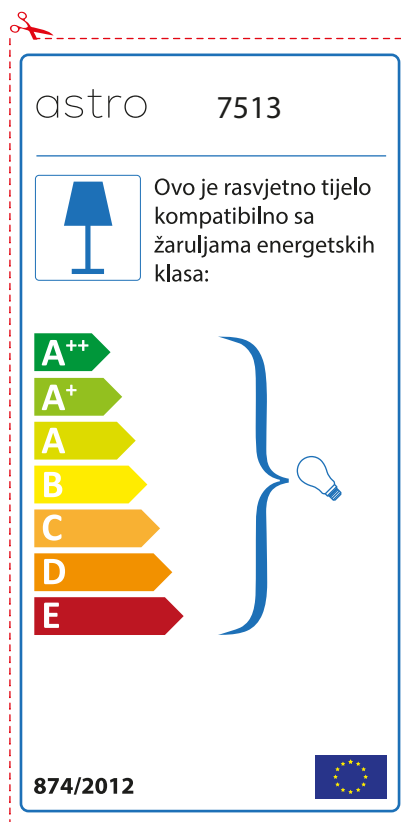 astro 7513
Ovo je rasvjetno tijelo
kompatibilno sa
žaruljama energetskih
klasa:
A++
A+
A
B
C
D
E
874/2012